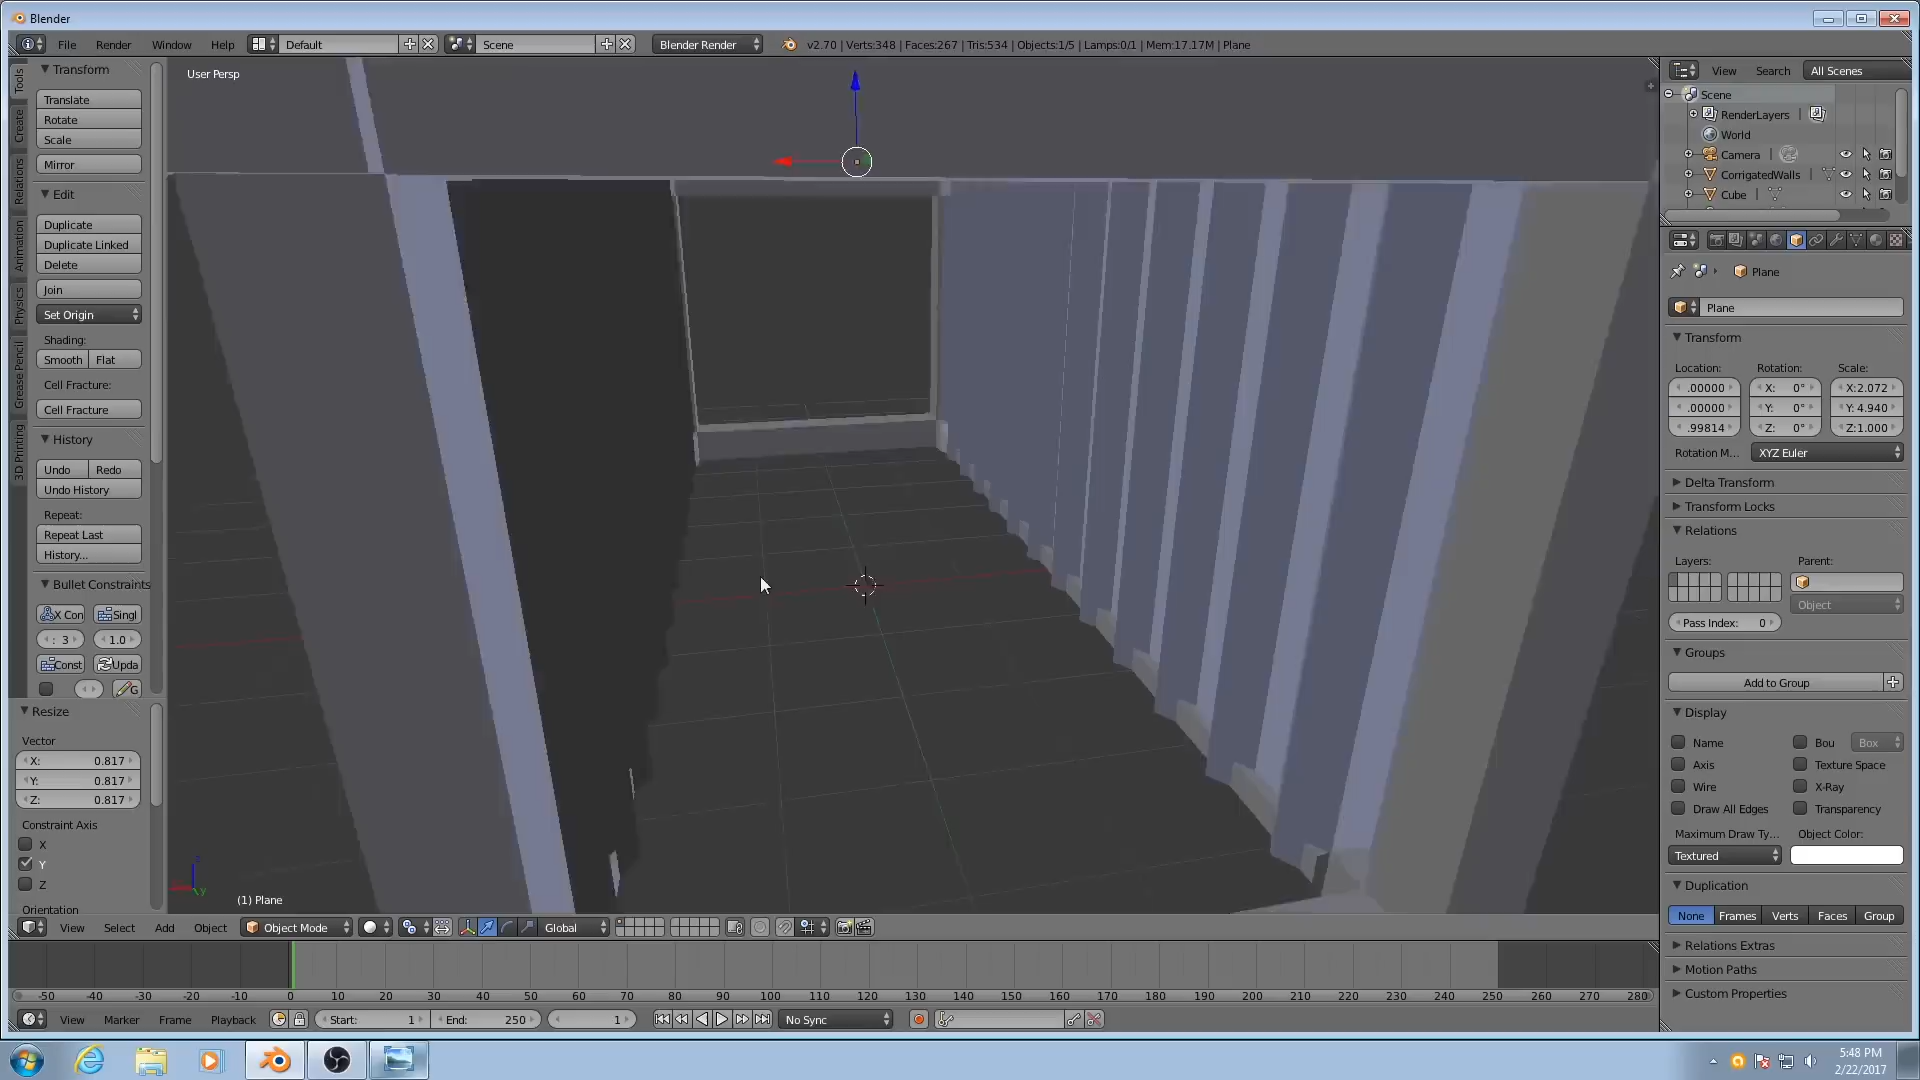 Blender
File Render Window Help Default Scene Blender Render v2.70 | Verts:348 | Faces:267 | Tris:534 | Objects:1/5 | Lamps:0/1 | Mem:17.17M | Plane
Tools
Create
Relations
Animation
Physics
Grease Pencil
3D Printing
Transform
Translate
Rotate
Scale
Mirror
Edit
Duplicate
Duplicate Linked
Delete
Join
Set Origin
Shading:
Smooth Flat
Cell Fracture:
Cell Fracture
History
Undo Redo
Undo History
Repeat:
Repeat Last
History...
Bullet Constraints
X Con Singl
: 3 1.0
Const Upda
G
Resize
Vector
X: 0.817
Y: 0.817
Z: 0.817
Constraint Axis
X
Y
Z
Orientation
User Persp
(1) Plane
View Select Add Object Object Mode Global
-50 -40 -30 -20 -10 0 10 20 30 40 50 60 70 80 90 100 110 120 130 140 150 160 170 180 190 200 210 220 230 240 250 260 270 280
View Marker Frame Playback Start: 1 End: 250 1 No Sync
View Search All Scenes
Scene
RenderLayers
World
Camera
CorrigatedWalls
Cube
Plane
Plane
Transform
Location: Rotation: Scale:
.00000 X: 0° X:2.072
.00000 Y: 0° Y: 4.940
.99814 Z: 0° Z:1.000
Rotation M... XYZ Euler
Delta Transform
Transform Locks
Relations
Layers: Parent:
Object
Pass Index: 0
Groups
Add to Group
Display
Name Bou Box
Axis Texture Space
Wire X-Ray
Draw All Edges Transparency
Maximum Draw Ty... Object Color:
Textured
Duplication
None Frames Verts Faces Group
Relations Extras
Motion Paths
Custom Properties
5:48 PM
2/22/2017